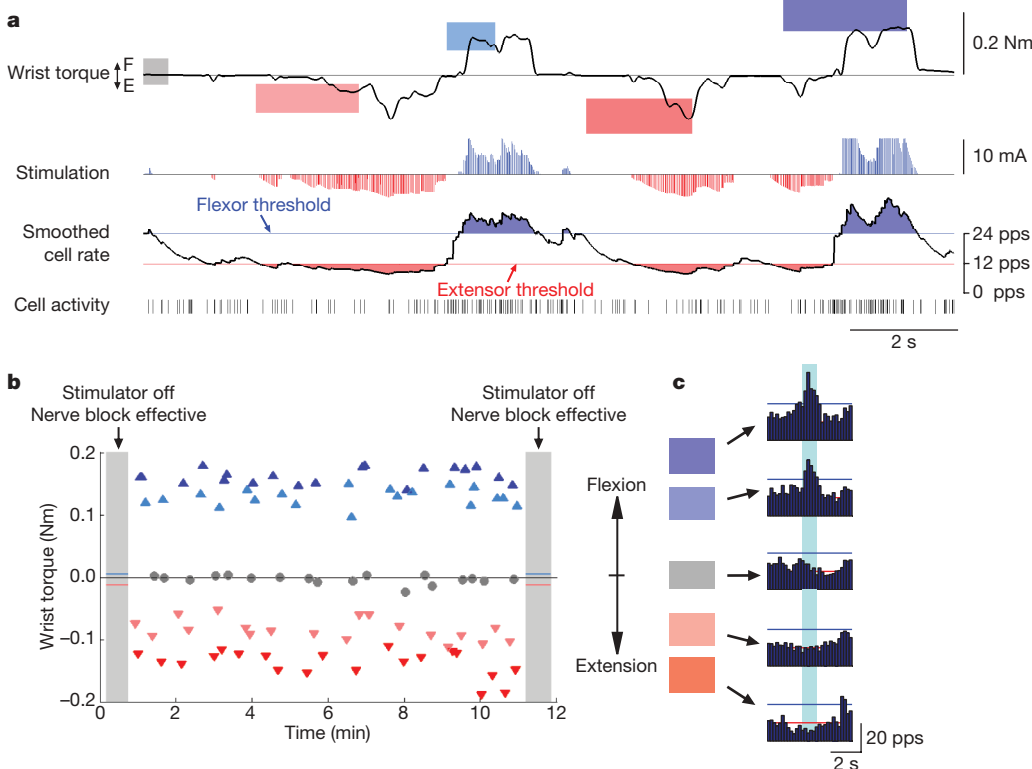 a
Wrist torque
F
E
0.2 Nm
Stimulation
10 mA
Flexor threshold
Smoothed
cell rate
24 pps
12 pps
0 pps
Extensor threshold
Cell activity
2 s
b
Stimulator off
Nerve block effective
Stimulator off
Nerve block effective
0.2
0.1
0.0
–0.1
–0.2
Wrist torque (Nm)
0
2
4
6
8
10
12
Time (min)
Flexion
Extension
c
20 pps
2 s